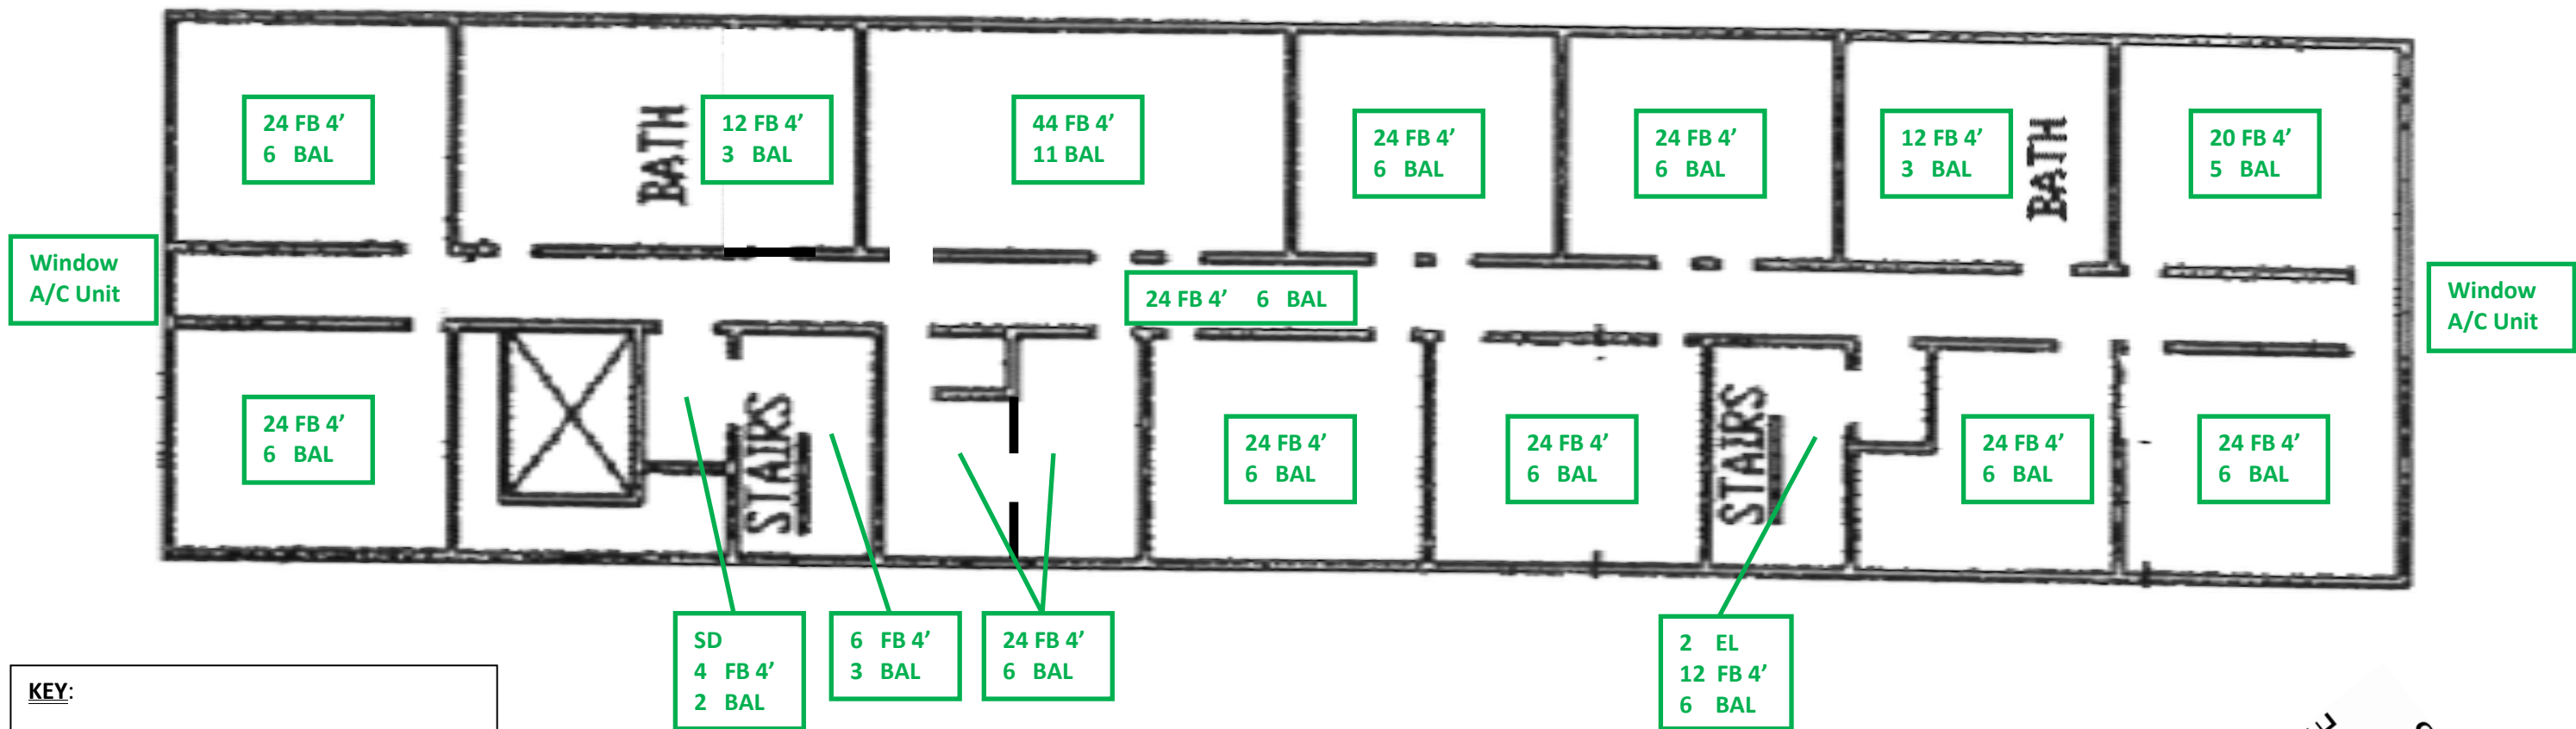 24 FB 4’
6 BAL
BATH
12 FB 4’
3 BAL
44 FB 4’
11 BAL
24 FB 4’
6 BAL
24 FB 4’
6 BAL
12 FB 4’
3 BAL
BATH
20 FB 4’
5 BAL
Window
A/C Unit
24 FB 4’ 6 BAL
Window
A/C Unit
24 FB 4’
6 BAL
STAIRS
24 FB 4’
6 BAL
24 FB 4’
6 BAL
STAIRS
24 FB 4’
6 BAL
24 FB 4’
6 BAL
SD
4 FB 4’
2 BAL
6 FB 4’
3 BAL
24 FB 4’
6 BAL
2 EL
12 FB 4’
6 BAL
KEY: